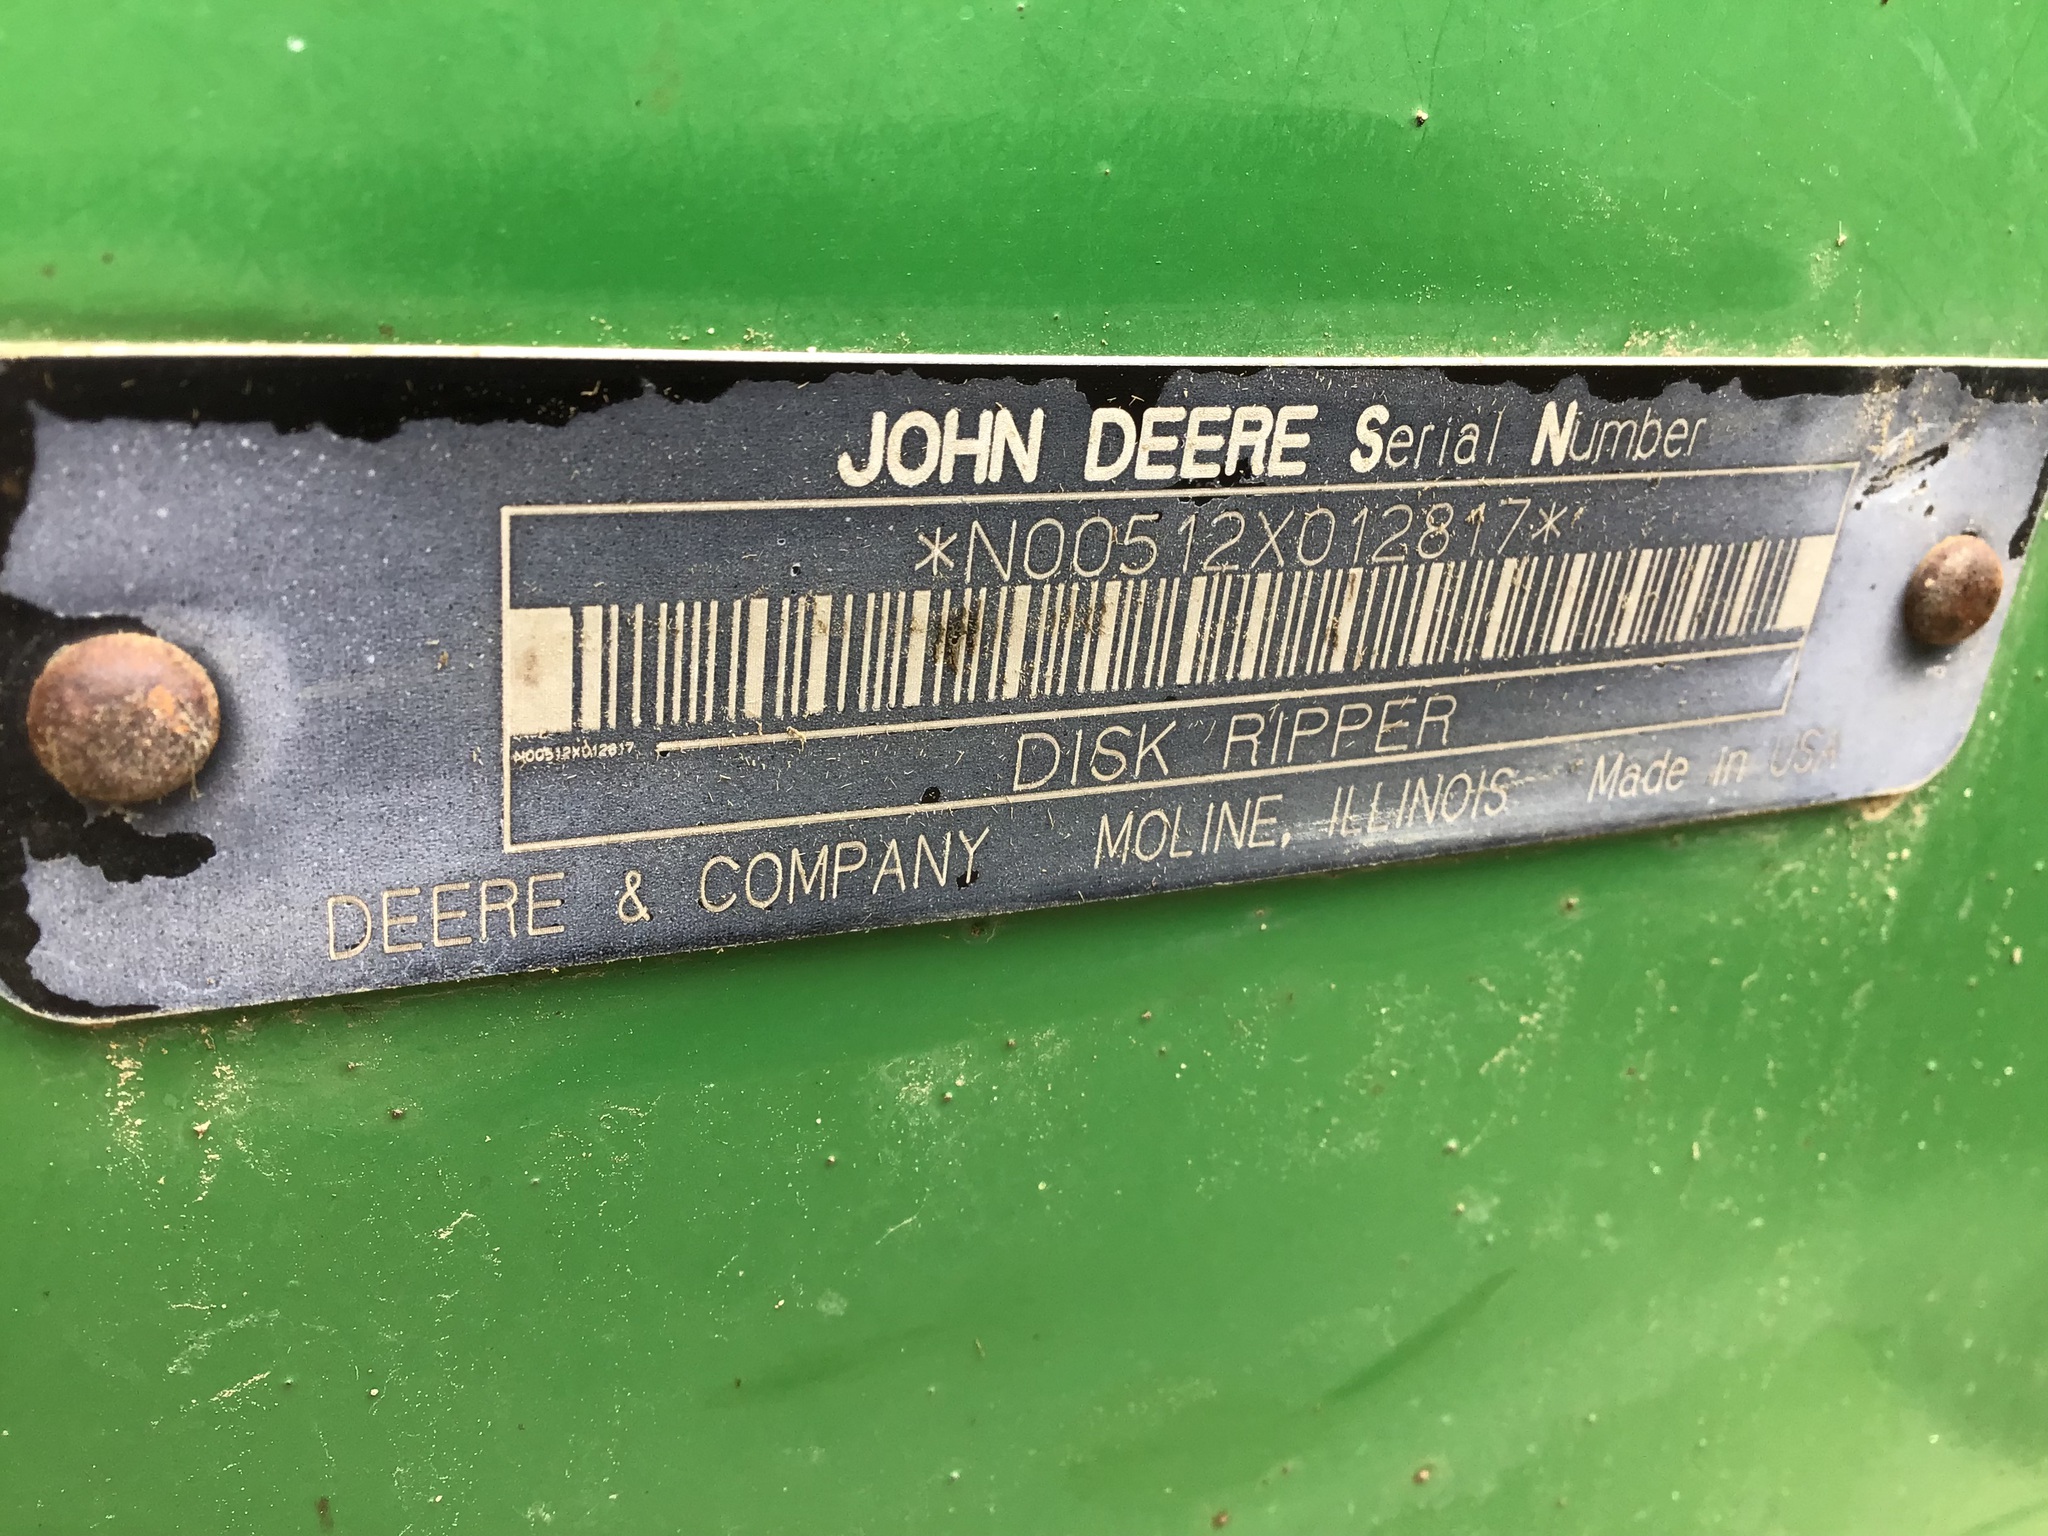 JOHN DEERE Serial Number
*N00512X012817*
N00512X012817
DISK RIPPER
DEERE & COMPANY MOLINE, ILLINOIS Made in USA